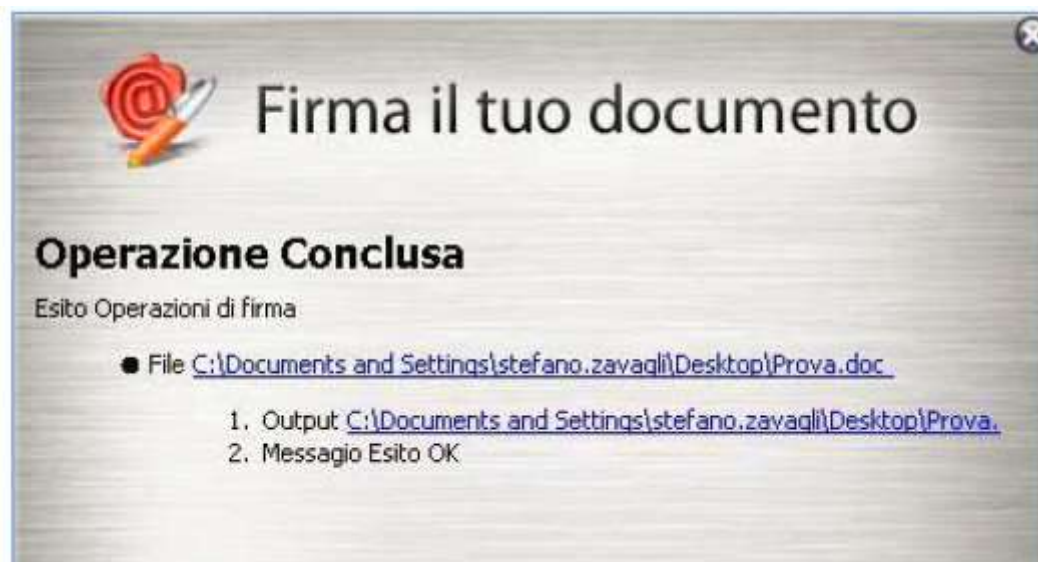 Firma il tuo documento
Operazione Conclusa
Esito Operazioni di firma
File C:\Documents and Settings\stefano.zavagli\Desktop\Prova.doc
1. Output C:\Documents and Settings\stefano.zavagli\Desktop\Prova.
2. Messagio Esito OK